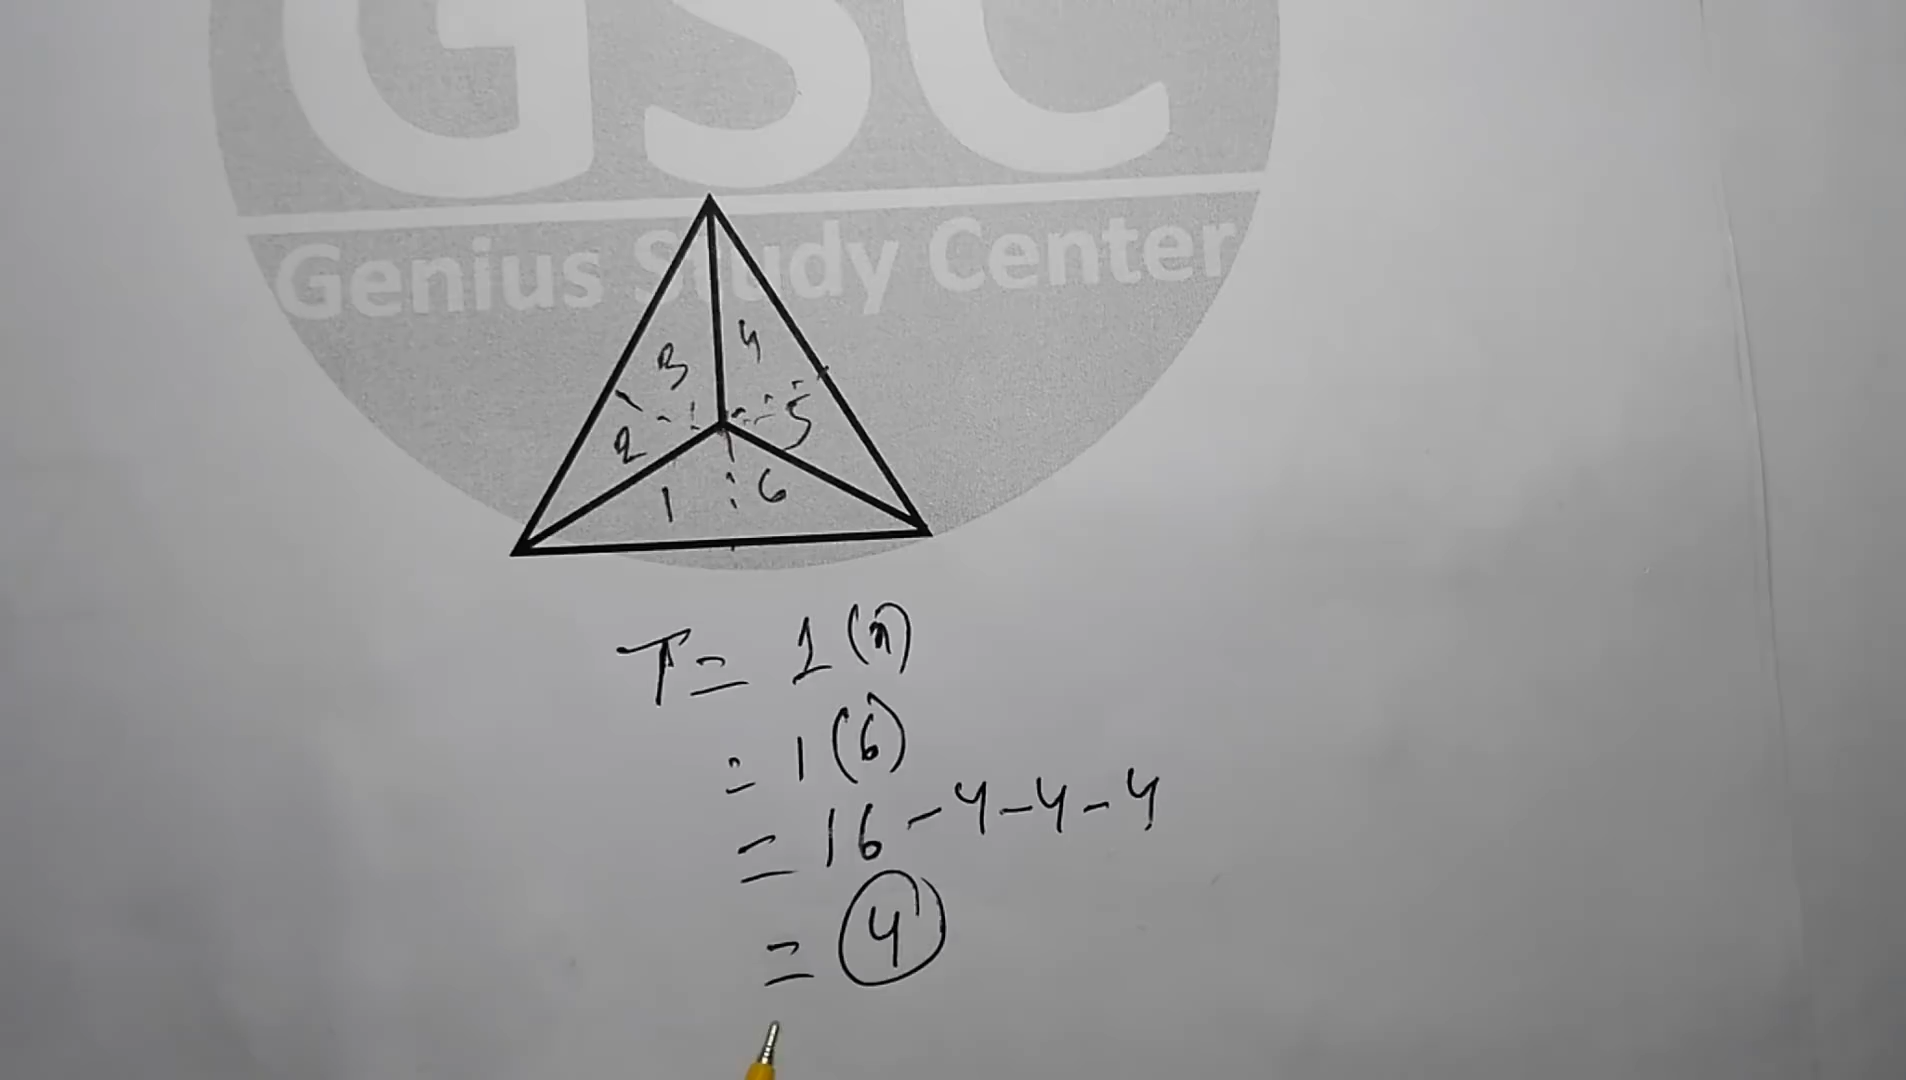 GSC
Genius Study Center
3 4
2 5
1 6
T = 1(n)
= 1(6)
= 16 - 4 - 4 - 4
= 4